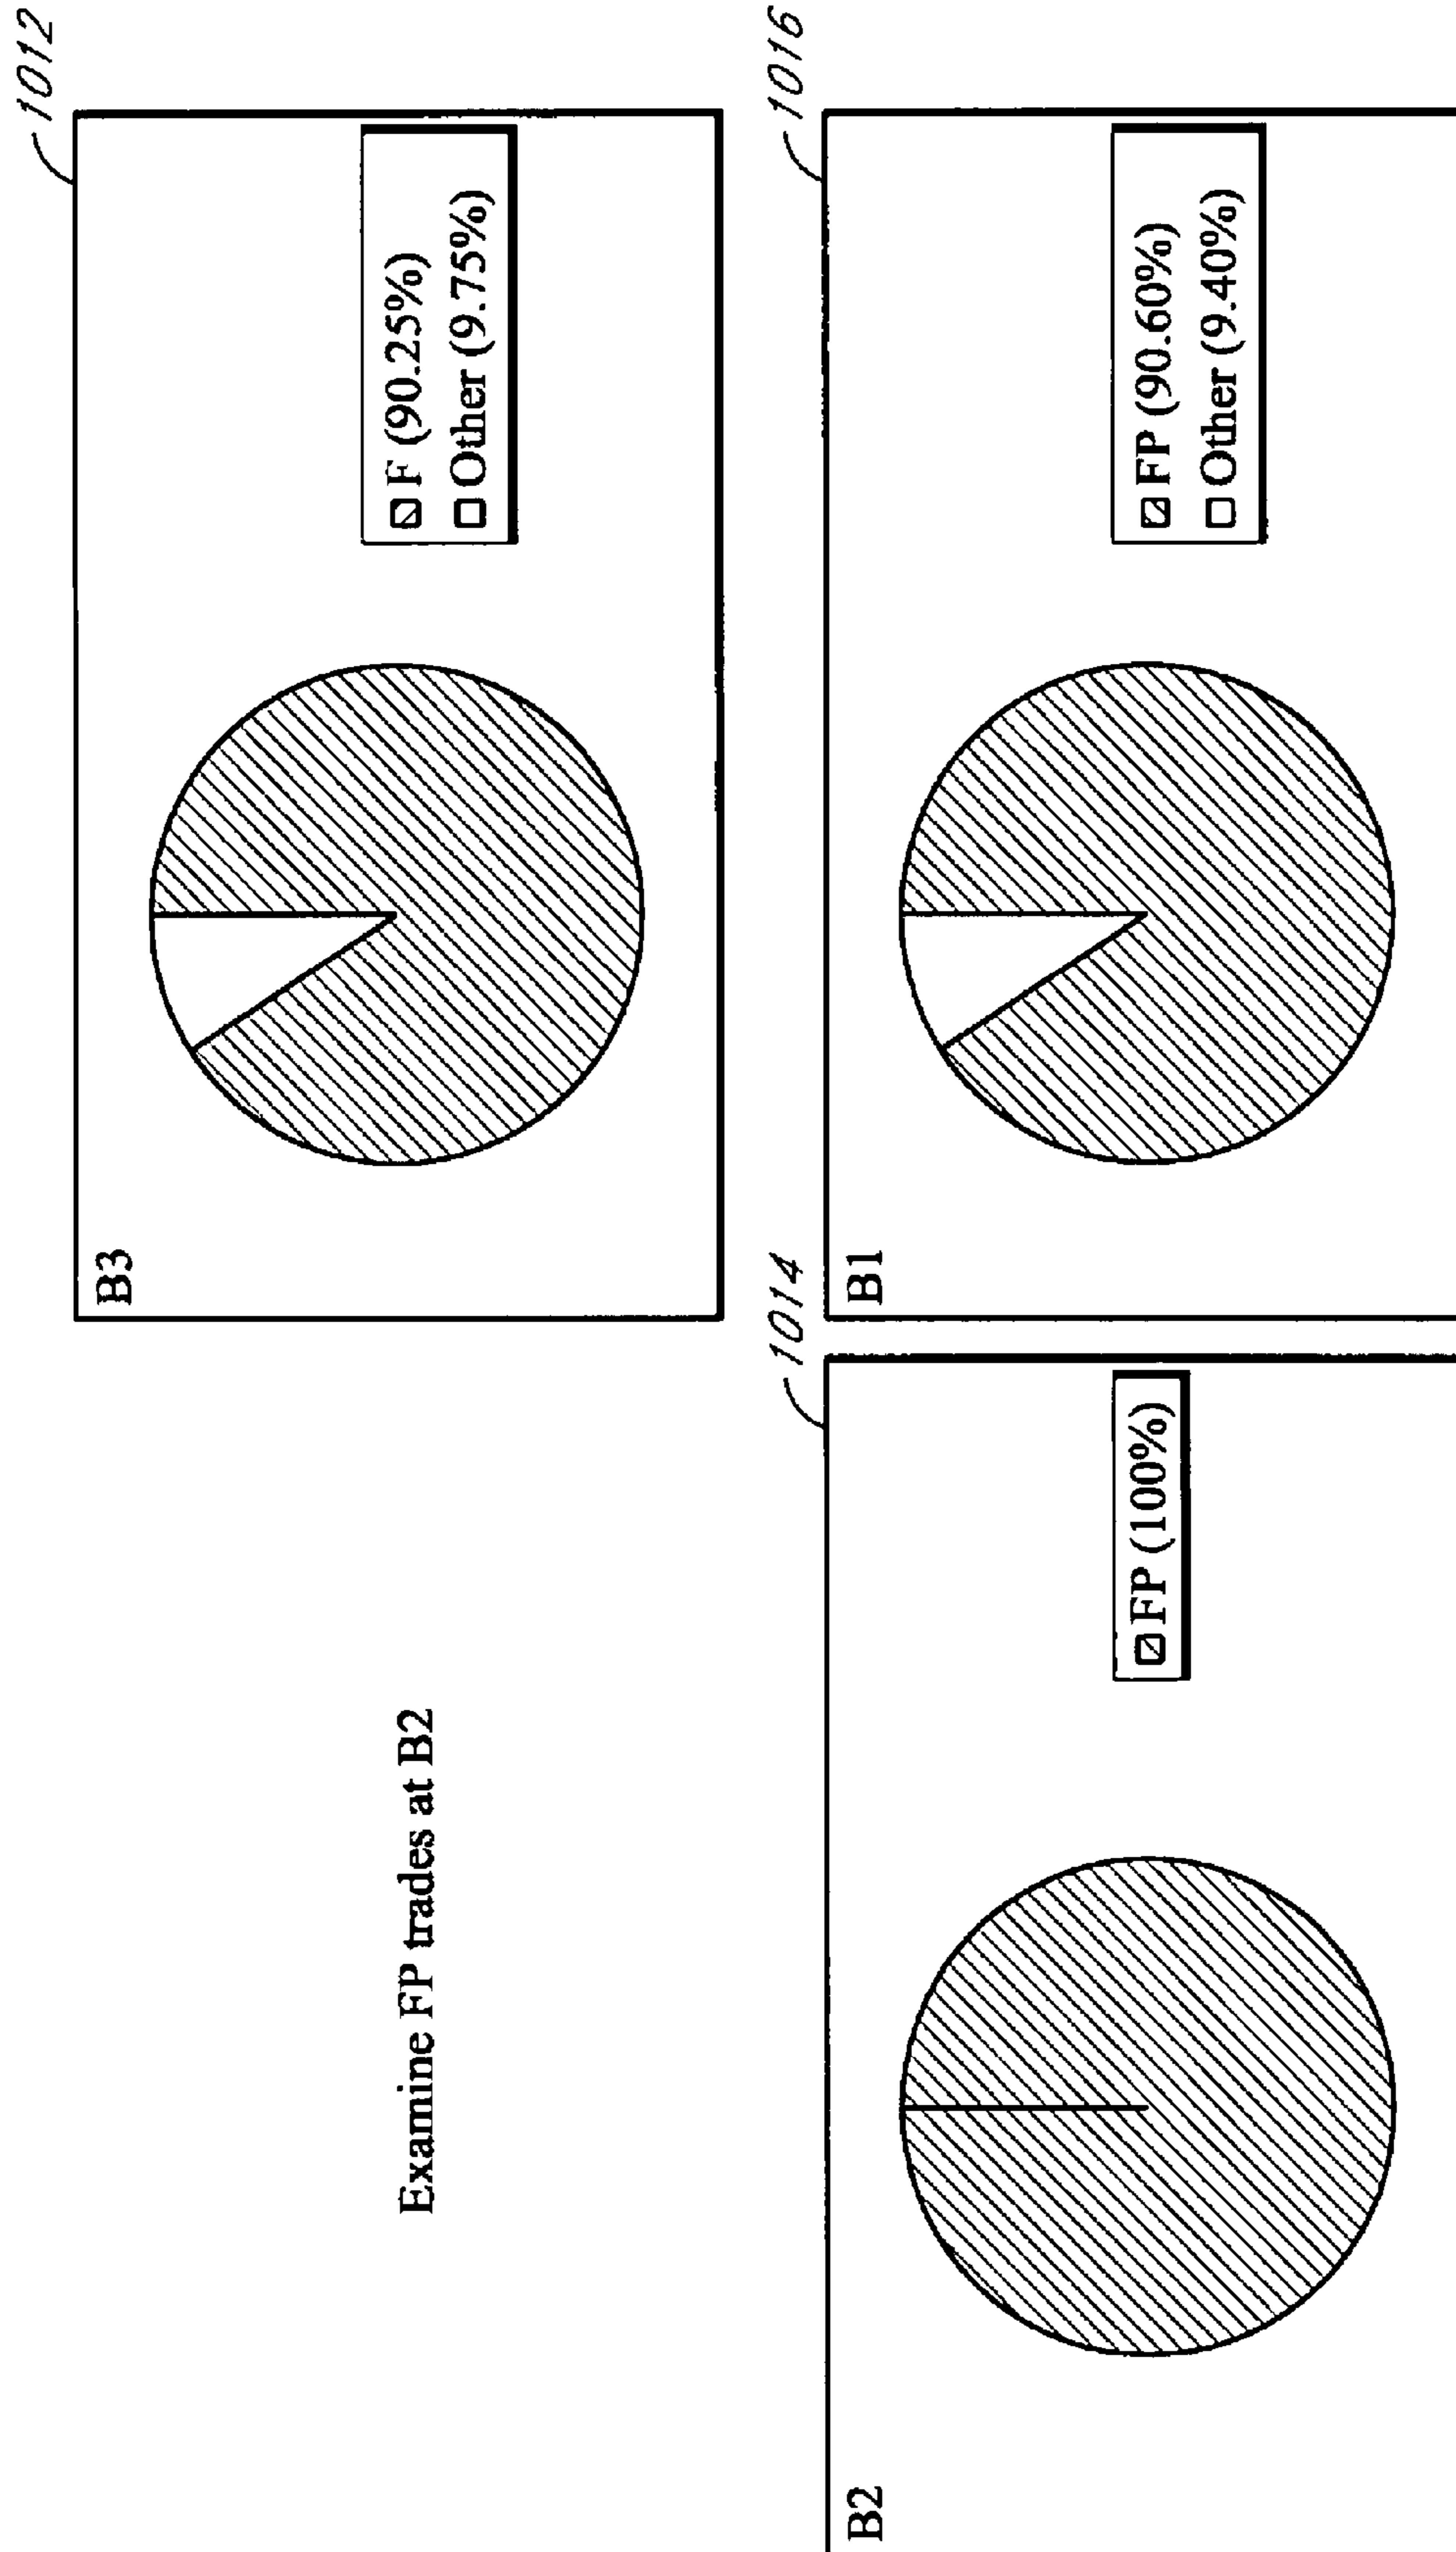 Examine FP trades at B2
1012
B3
F (90.25%)
Other (9.75%)
1014
B2
FP (100%)
1016
B1
FP (90.60%)
Other (9.40%)